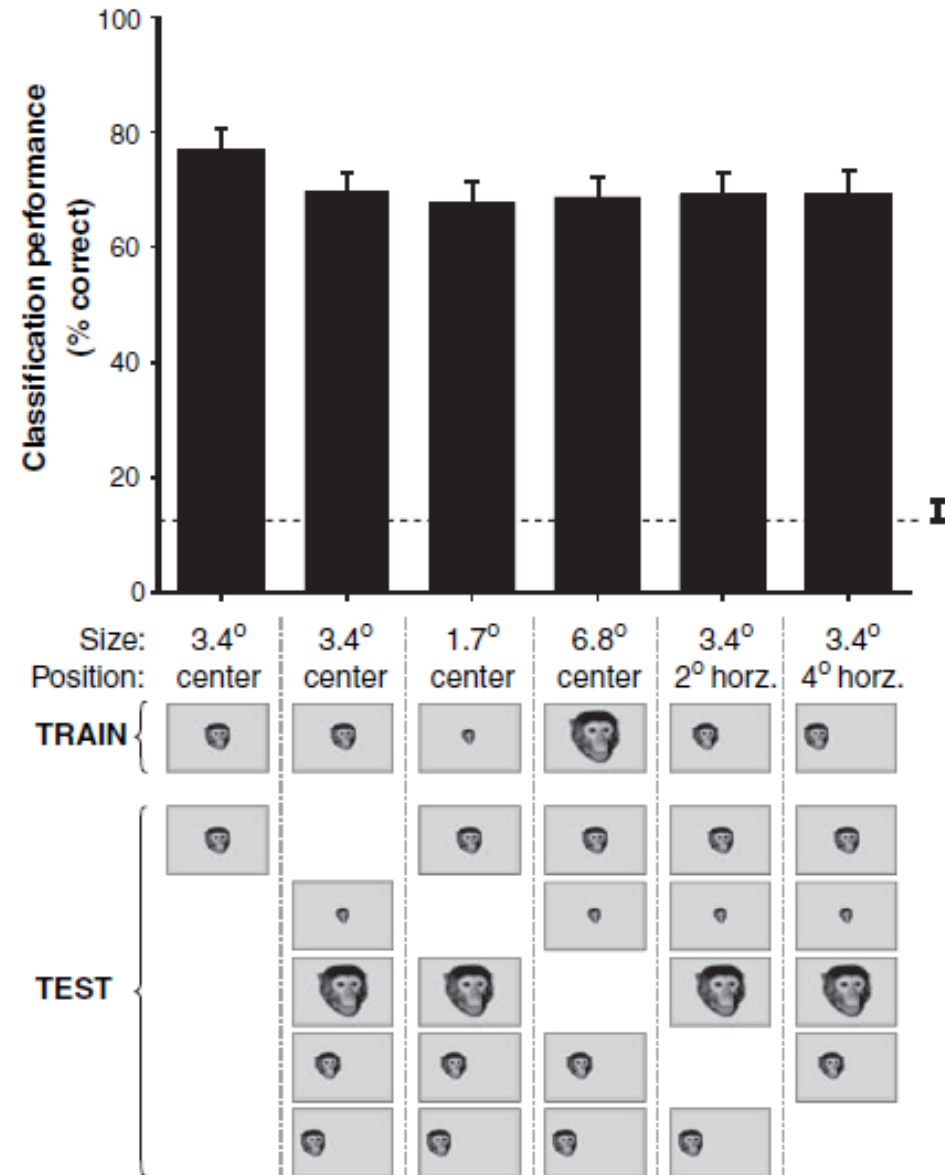 Classification performance
(% correct)
100
80
60
40
20
0
Size: 3.4° 3.4° 1.7° 6.8° 3.4° 3.4°
Position: center center center center 2° horz. 4° horz.
TRAIN
TEST